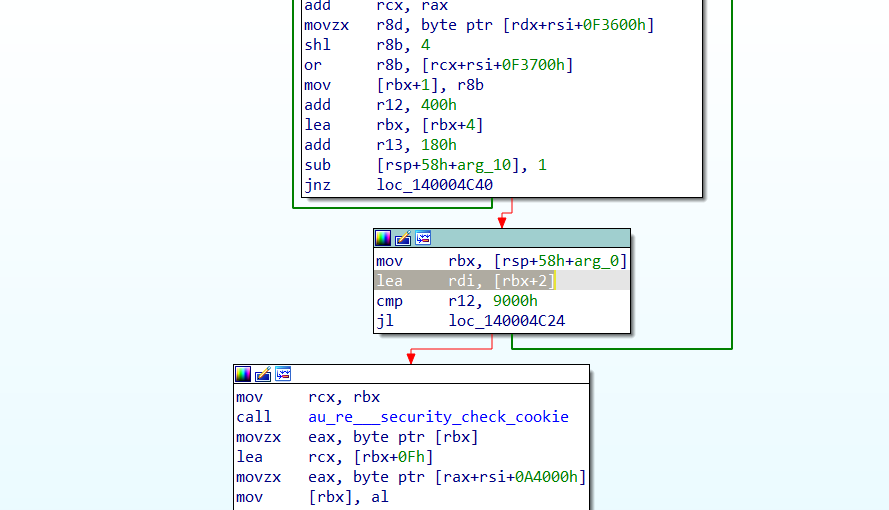 add rcx, rax
movzx r8d, byte ptr [rdx+rsi+0F3600h]
shl r8b, 4
or r8b, [rcx+rsi+0F3700h]
mov [rbx+1], r8b
add r12, 400h
lea rbx, [rbx+4]
add r13, 180h
sub [rsp+58h+arg_10], 1
jnz loc_140004C40
mov rbx, [rsp+58h+arg_0]
lea rdi, [rbx+2]
cmp r12, 9000h
jl loc_140004C24
mov rcx, rbx
call au_re___security_check_cookie
movzx eax, byte ptr [rbx]
lea rcx, [rbx+0Fh]
movzx eax, byte ptr [rax+rsi+0A4000h]
mov [rbx], al